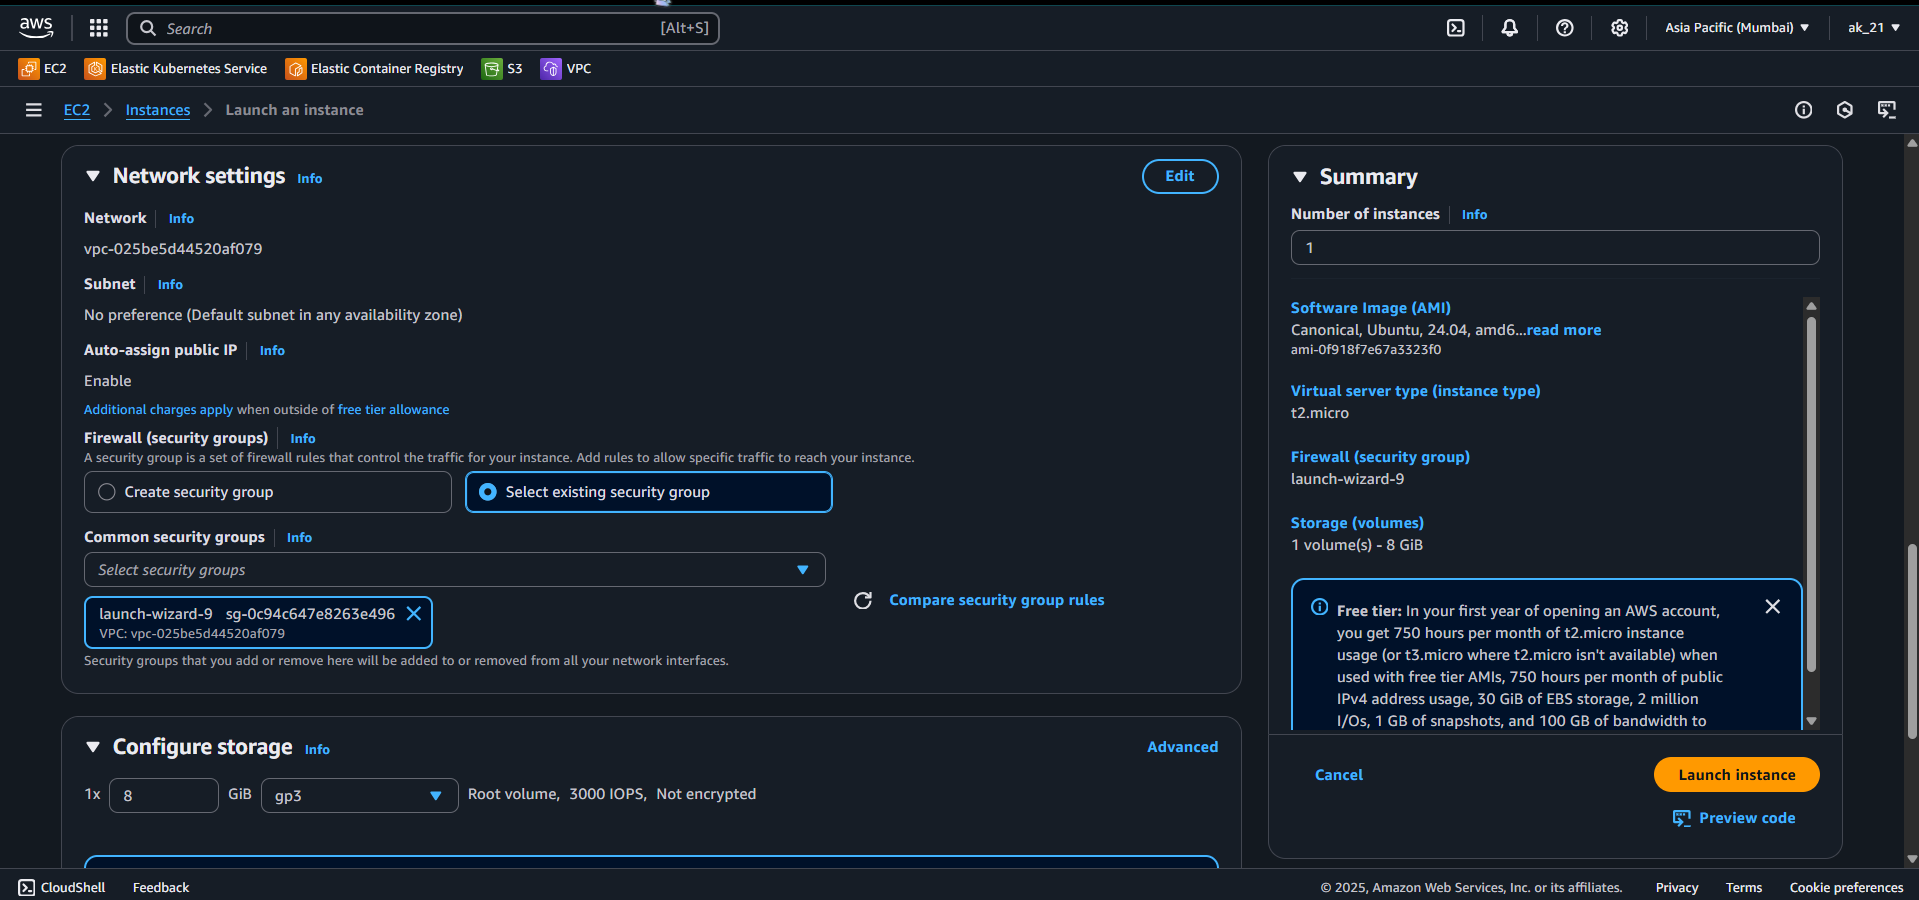 aws
Search
[Alt+S]
Asia Pacific (Mumbai)
ak_21
EC2
Elastic Kubernetes Service
Elastic Container Registry
S3
VPC
EC2
Instances
Launch an instance
Network settings
Info
Edit
Network
Info
vpc-025be5d44520af079
Subnet
Info
No preference (Default subnet in any availability zone)
Auto-assign public IP
Info
Enable
Additional charges apply when outside of free tier allowance
Firewall (security groups)
Info
A security group is a set of firewall rules that control the traffic for your instance. Add rules to allow specific traffic to reach your instance.
Create security group
Select existing security group
Common security groups
Info
Select security groups
launch-wizard-9 sg-0c94c647e8263e496
VPC: vpc-025be5d44520af079
Compare security group rules
Security groups that you add or remove here will be added to or removed from all your network interfaces.
Configure storage
Info
Advanced
1x
8
GiB
gp3
Root volume, 3000 IOPS, Not encrypted
Summary
Number of instances
Info
1
Software Image (AMI)
Canonical, Ubuntu, 24.04, amd6...read more
ami-0f918f7e67a3323f0
Virtual server type (instance type)
t2.micro
Firewall (security group)
launch-wizard-9
Storage (volumes)
1 volume(s) - 8 GiB
Free tier: In your first year of opening an AWS account,
you get 750 hours per month of t2.micro instance
usage (or t3.micro where t2.micro isn't available) when
used with free tier AMIs, 750 hours per month of public
IPv4 address usage, 30 GiB of EBS storage, 2 million
I/Os, 1 GB of snapshots, and 100 GB of bandwidth to
Cancel
Launch instance
Preview code
CloudShell
Feedback
© 2025, Amazon Web Services, Inc. or its affiliates.
Privacy
Terms
Cookie preferences